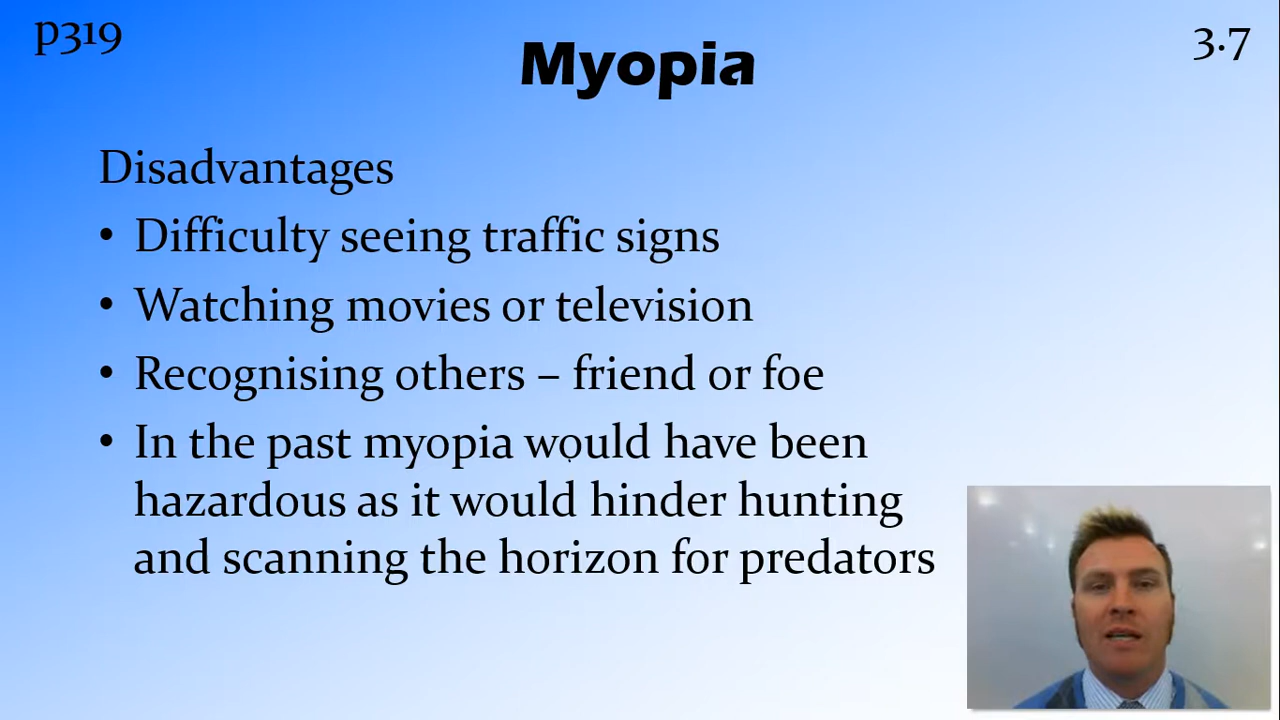 p319
3.7
Myopia
Disadvantages
• Difficulty seeing traffic signs
• Watching movies or television
• Recognising others – friend or foe
• In the past myopia would have been
hazardous as it would hinder hunting
and scanning the horizon for predators